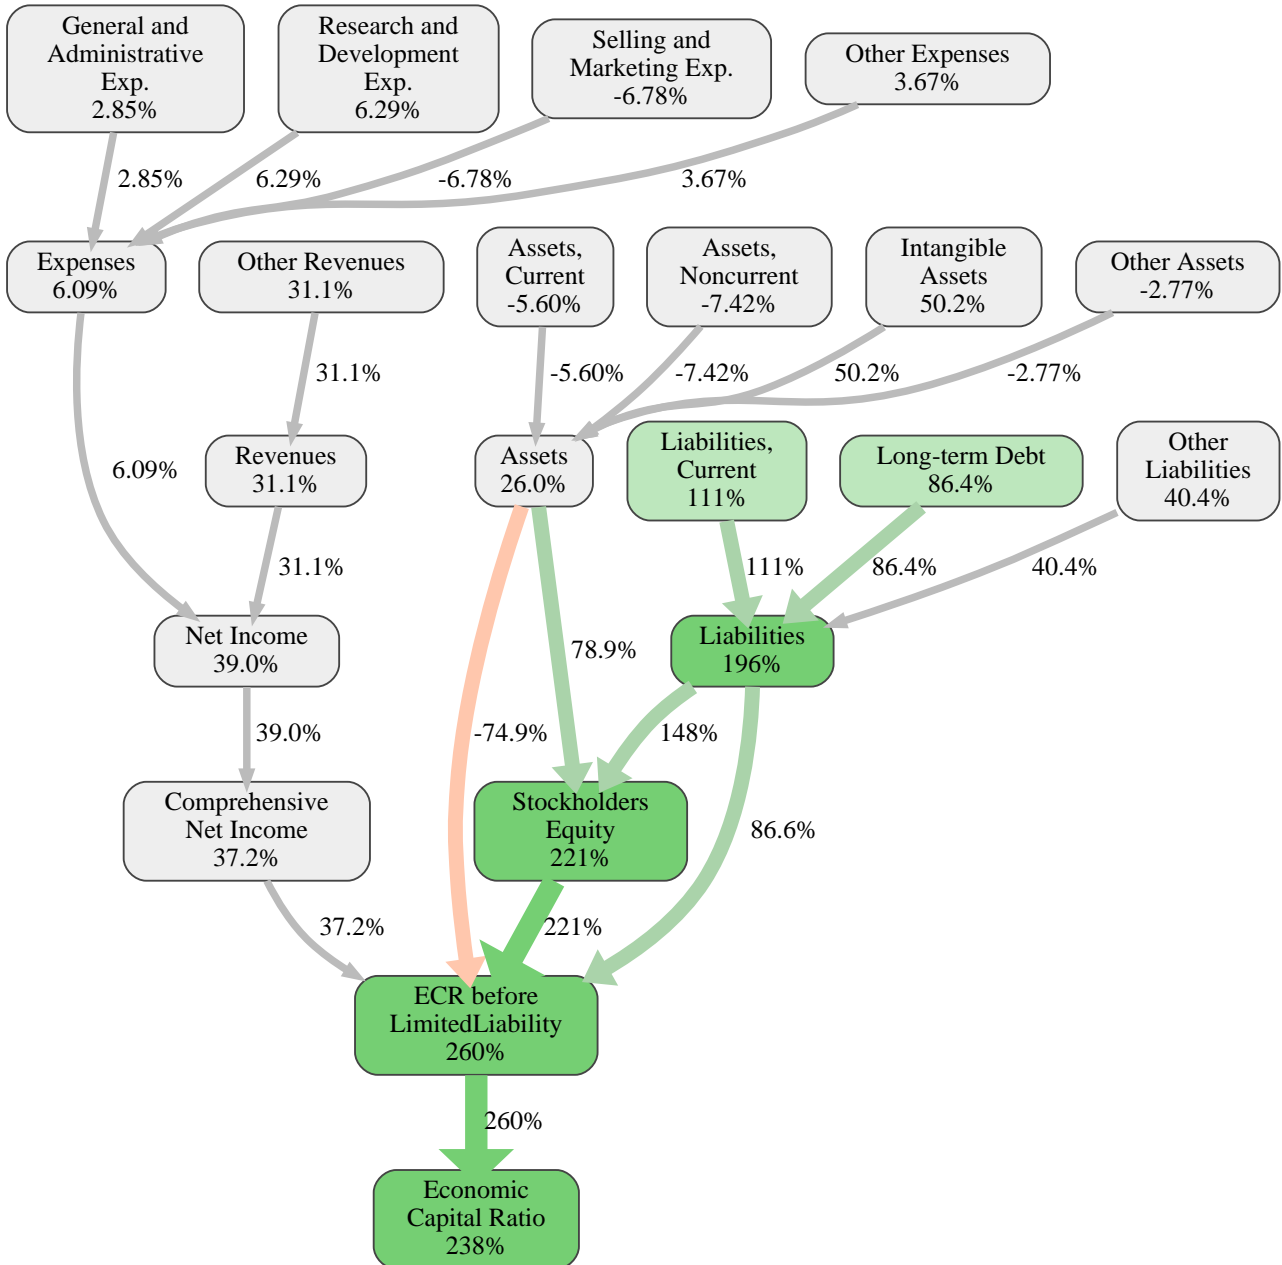 General and
Administrative
Exp.
2.85%
Research and
Development
Exp.
6.29%
Selling and
Marketing Exp.
-6.78%
Other Expenses
3.67%
2.85%
6.29%
-6.78%
3.67%
Expenses
6.09%
Other Revenues
31.1%
Assets,
Current
-5.60%
Assets,
Noncurrent
-7.42%
Intangible
Assets
50.2%
Other Assets
-2.77%
31.1%
-5.60%
-7.42%
50.2%
-2.77%
6.09%
Revenues
31.1%
Assets
26.0%
Liabilities,
Current
111%
Long-term Debt
86.4%
Other
Liabilities
40.4%
31.1%
111%
86.4%
40.4%
Net Income
39.0%
78.9%
Liabilities
196%
39.0%
-74.9%
148%
Comprehensive
Net Income
37.2%
Stockholders
Equity
221%
86.6%
37.2%
221%
ECR before
LimitedLiability
260%
260%
Economic
Capital Ratio
238%